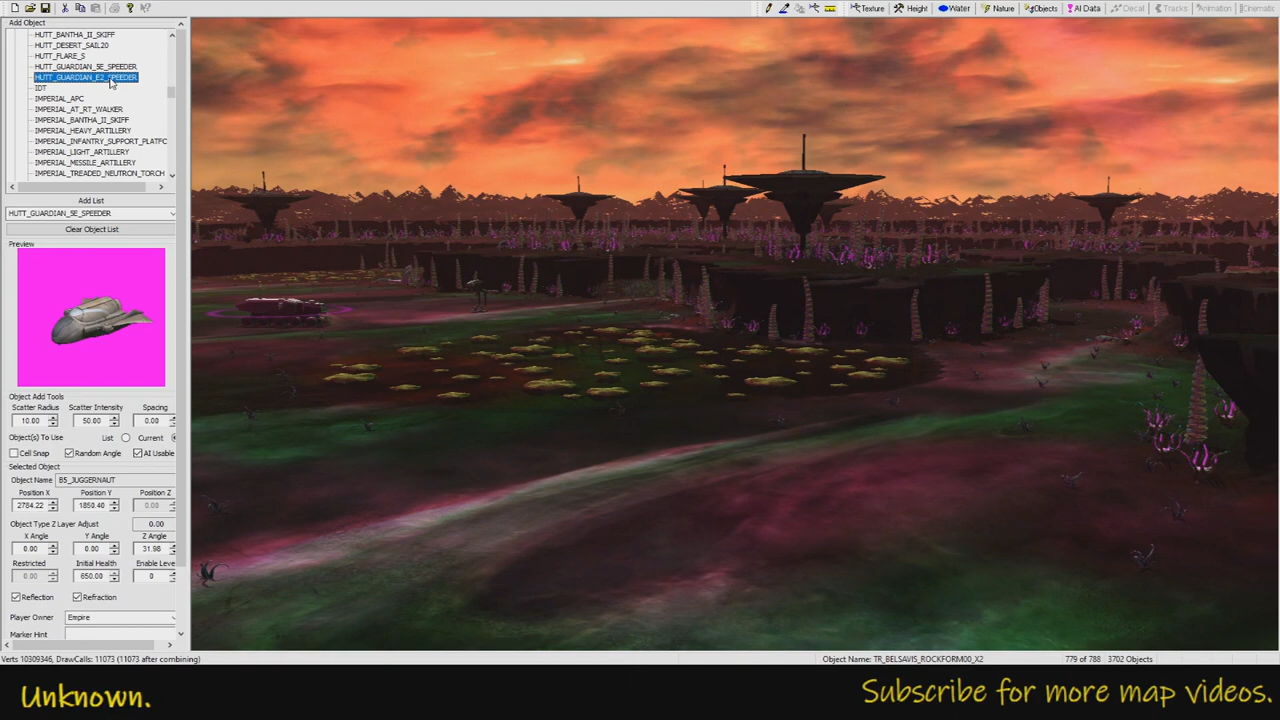 Texture Height Water Nature Objects AI Data Decal Tracks Animation Cinematic
Add Object
HUTT_BANTHA_II_SKIFF
HUTT_DESERT_SAIL20
HUTT_FLARE_S
HUTT_GUARDIAN_5E_SPEEDER
HUTT_GUARDIAN_E2_SPEEDER
IDT
IMPERIAL_APC
IMPERIAL_AT_RT_WALKER
IMPERIAL_BANTHA_II_SKIFF
IMPERIAL_HEAVY_ARTILLERY
IMPERIAL_INFANTRY_SUPPORT_PLATFC
IMPERIAL_LIGHT_ARTILLERY
IMPERIAL_MISSILE_ARTILLERY
IMPERIAL_TREADED_NEUTRON_TORCH
Add List
HUTT_GUARDIAN_5E_SPEEDER
Clear Object List
Preview
Object Add Tools
Scatter Radius Scatter Intensity Spacing
10.00 50.00 0.00
Object(s) To Use List Current
Cell Snap Random Angle AI Usable
Selected Object
Object Name B5_JUGGERNAUT
Position X Position Y Position Z
2784.22 1850.40 0.00
Object Type Z Layer Adjust 0.00
X Angle Y Angle Z Angle
0.00 0.00 31.98
Restricted Initial Health Enable Leve
0.00 650.00 0
Reflection Refraction
Player Owner Empire
Marker Hint
Verts 10309346, DrawCalls: 11073 (11073 after combining) Object Name: TR_BELSAVIS_ROCKFORM00_X2 779 of 788 3702 Objects
Unknown. Subscribe for more map videos.